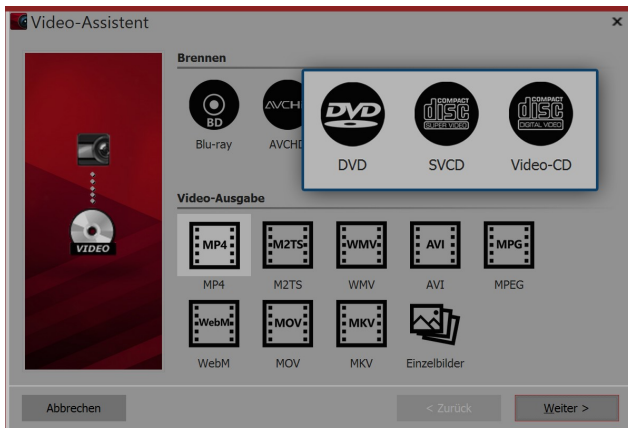 Video-Assistent
Brennen
BD
AVCH
DVD
COMPACT
disc
SUPER VIDEO
COMPACT
disc
DIGITAL VIDEO
Blu-ray AVCHD DVD SVCD Video-CD
Video-Ausgabe
VIDEO
MP4 M2TS WMV AVI MPG
MP4 M2TS WMV AVI MPEG
WebM MOV MKV
WebM MOV MKV Einzelbilder
Abbrechen < Zurück Weiter >